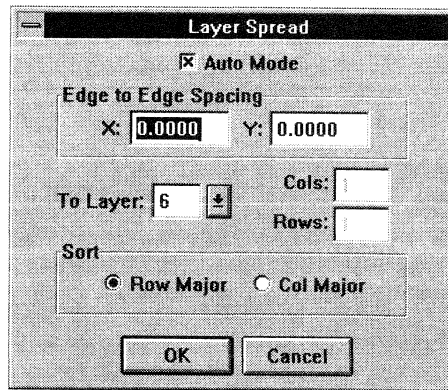 Layer Spread
Auto Mode
Edge to Edge Spacing
X: 0.0000 Y: 0.0000
To Layer: 6
Cols:
Rows:
Sort
Row Major Col Major
OK Cancel